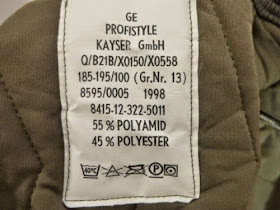 GE
PROFISTYLE
KAYSER GmbH
Q/B21B/X0150/X0558
185-195/100 (Gr.Nr. 13)
8595/0005 1998
8415-12-322-5011
55 % POLYAMID
45 % POLYESTER
40°C P